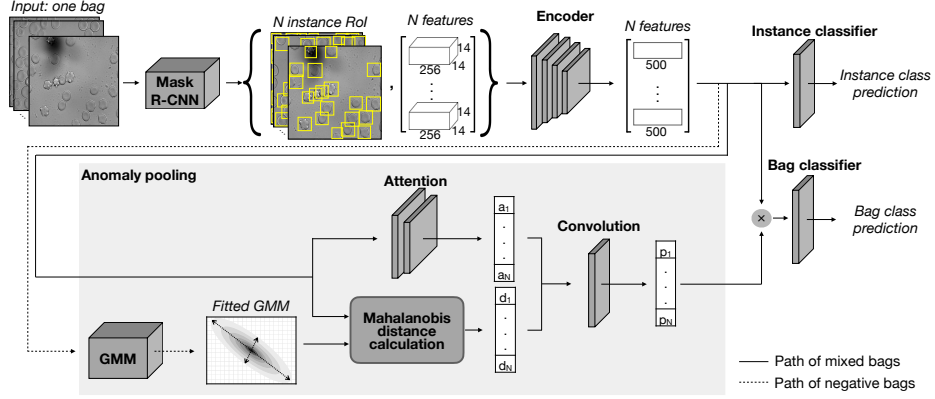 Input: one bag
Mask
R-CNN
N instance RoI
,
N features
14
14
256
14
14
256
Encoder
N features
500
500
Instance classifier
Instance class
prediction
Bag classifier
×
Bag class
prediction
Anomaly pooling
Attention
a1
aN
d1
dN
Convolution
p1
pN
Fitted GMM
GMM
Mahalanobis
distance
calculation
Path of mixed bags
Path of negative bags